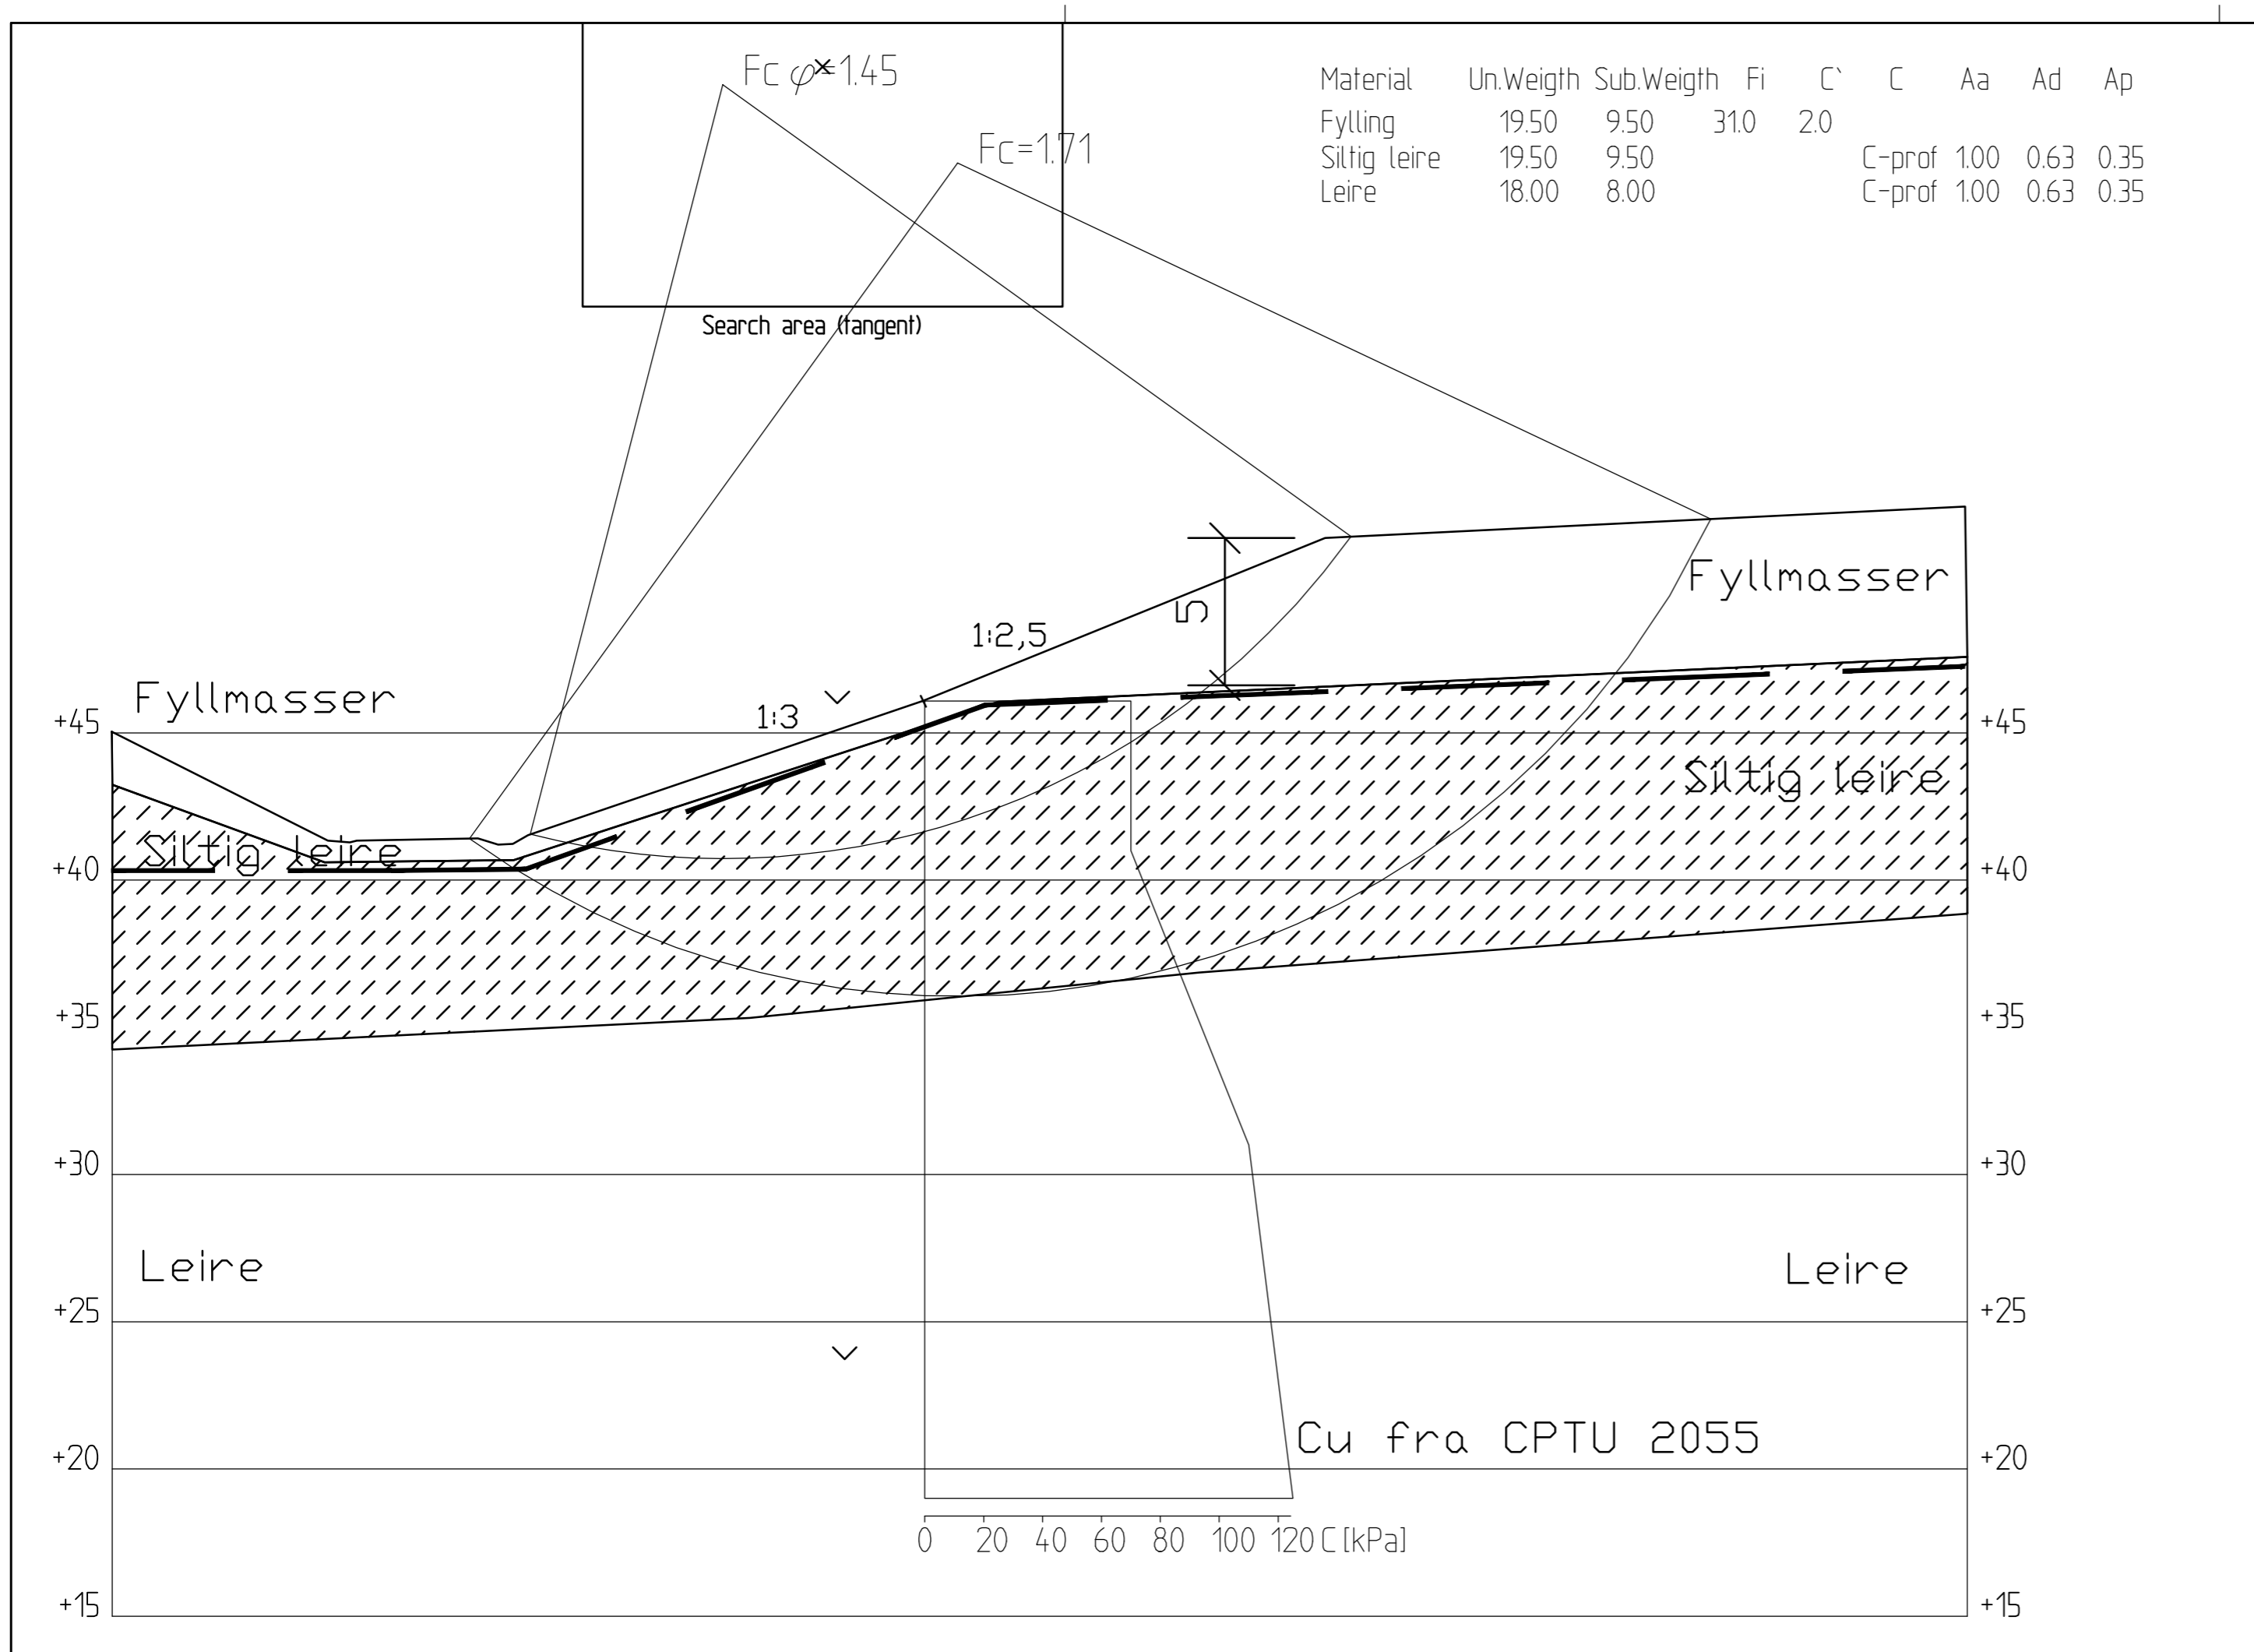 Fc φ=1.45
Fc=1.71
Material Un.Weigth Sub.Weigth Fi C` C Aa Ad Ap
Fylling 19.50 9.50 31.0 2.0
Siltig leire 19.50 9.50 C-prof 1.00 0.63 0.35
Leire 18.00 8.00 C-prof 1.00 0.63 0.35
Search area (tangent)
Fyllmasser
5
1:2,5
Fyllmasser
1:3
+45 +45
Siltig leire
Siltig leire
+40 +40
+35 +35
+30 +30
Leire Leire
+25 +25
Cu fra CPTU 2055
+20 +20
0 20 40 60 80 100 120 C [kPa]
+15 +15